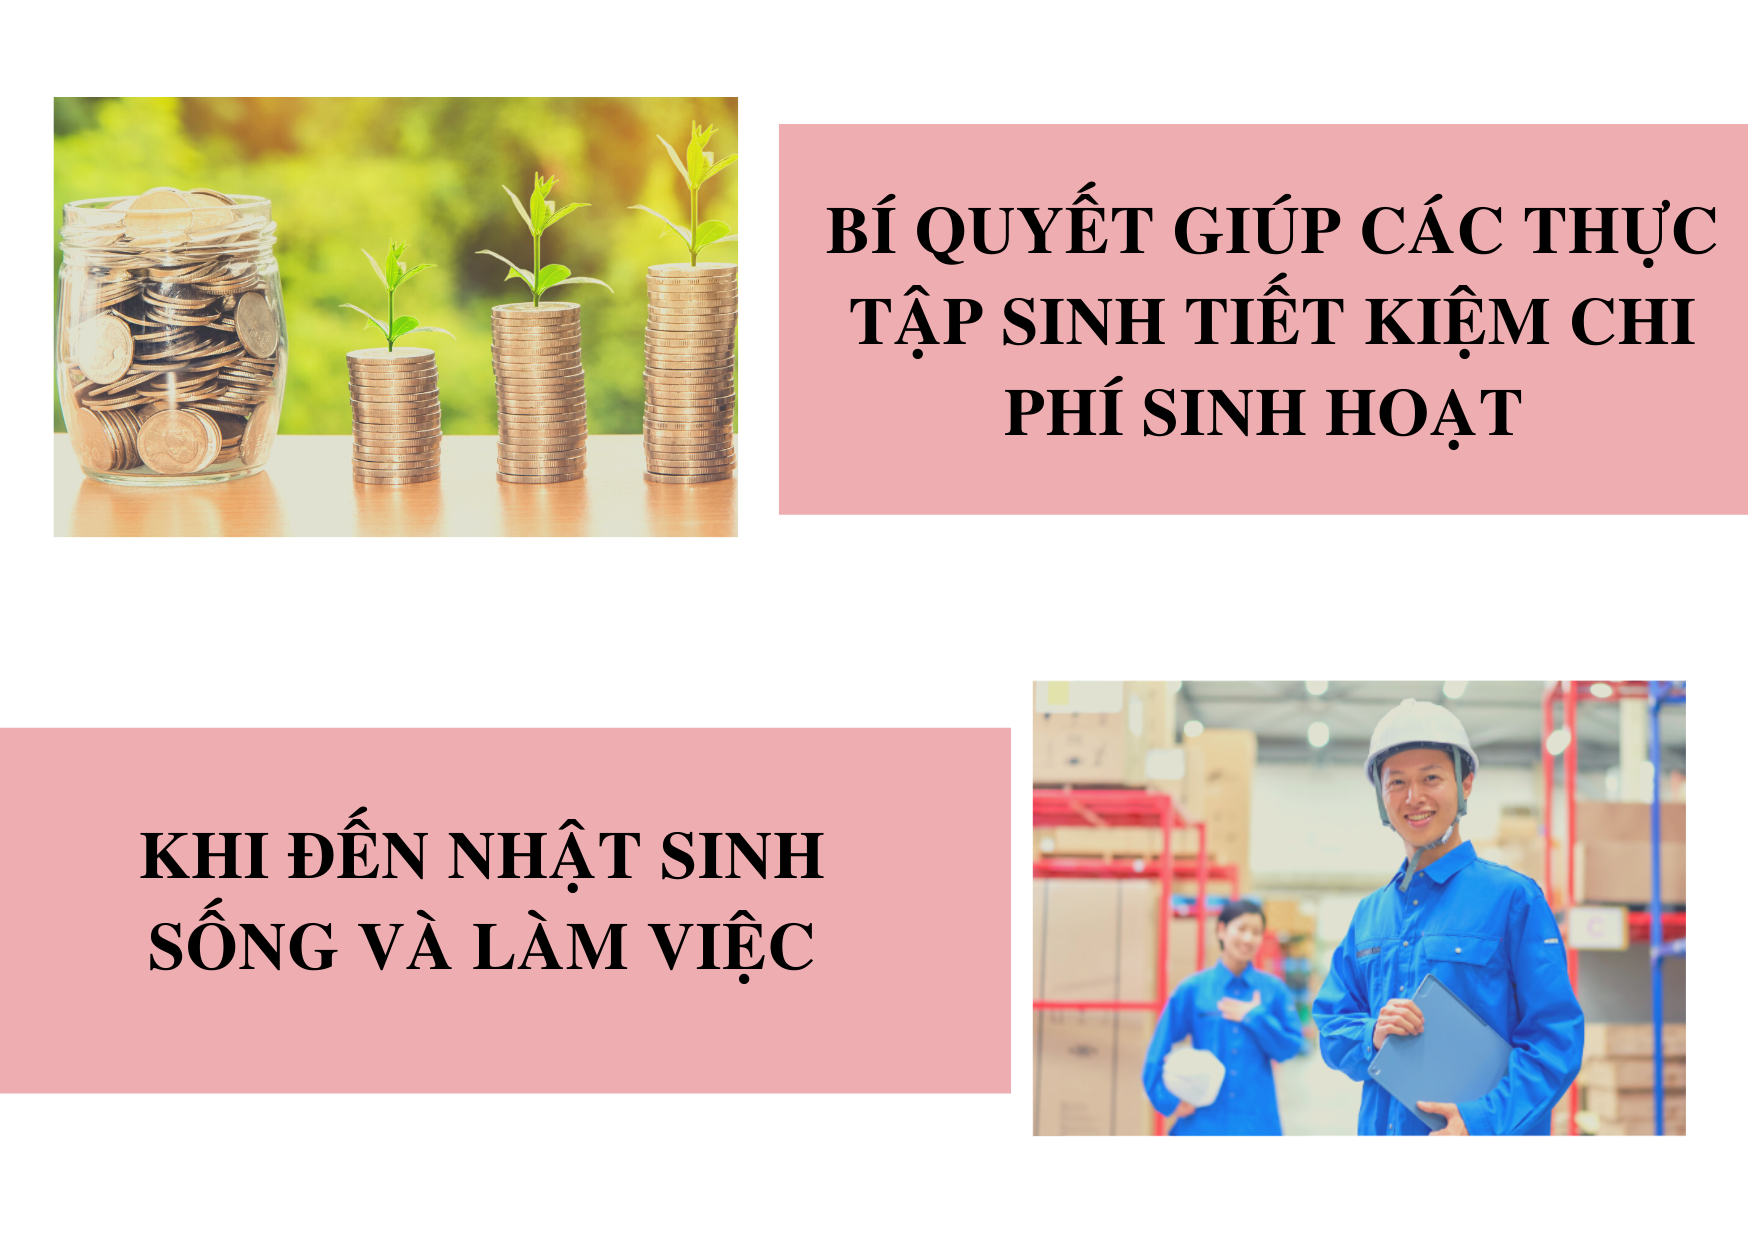 BÍ QUYẾT GIÚP CÁC THỰC
TẬP SINH TIẾT KIỆM CHI
PHÍ SINH HOẠT
KHI ĐẾN NHẬT SINH
SỐNG VÀ LÀM VIỆC